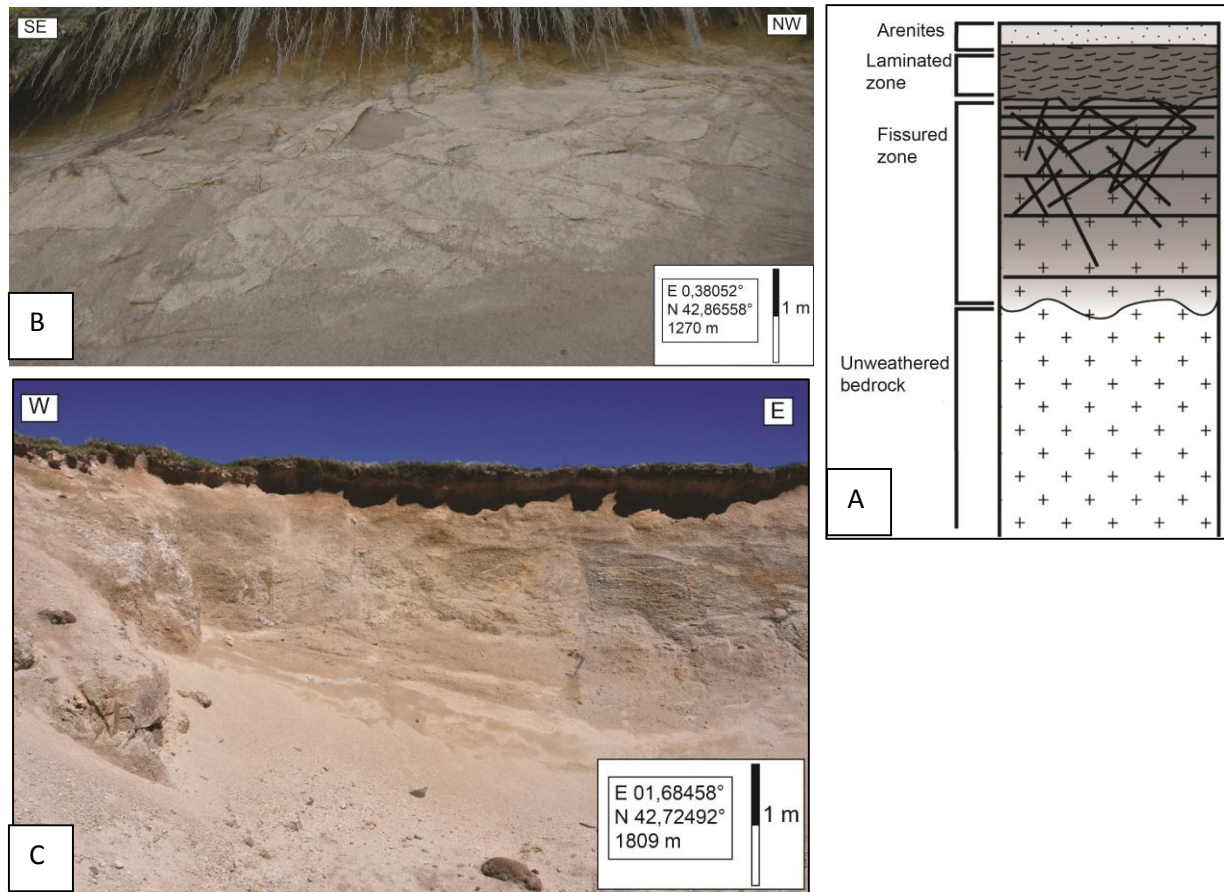 SE
NW
E 0,38052°
N 42,86558°
1270 m
1 m
B
W
E
E 01,68458°
N 42,72492°
1809 m
1 m
C
Arenites
Laminated
zone
Fissured
zone
Unweathered
bedrock
A